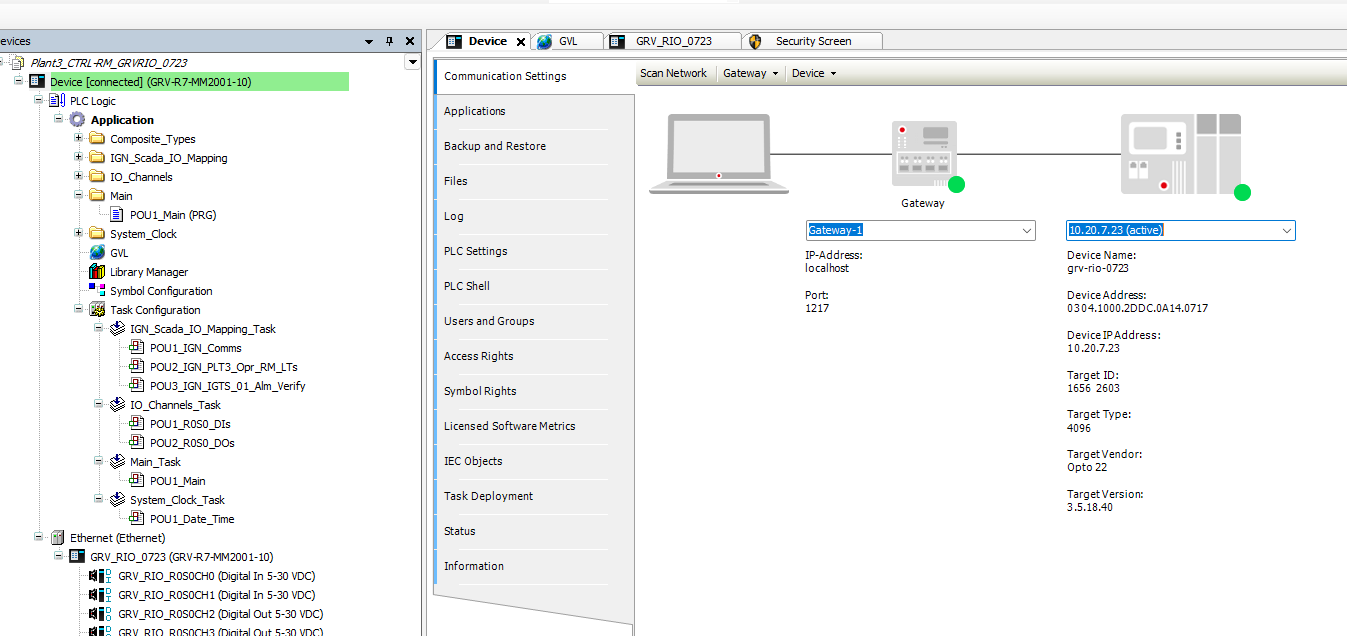 evices
Plant3_CTRL-RM_GRVRIO_0723
Device [connected] (GRV-R7-MM2001-10)
PLC Logic
Application
Composite_Types
IGN_Scada_IO_Mapping
IO_Channels
Main
POU1_Main (PRG)
System_Clock
GVL
Library Manager
Symbol Configuration
Task Configuration
IGN_Scada_IO_Mapping_Task
POU1_IGN_Comms
POU2_IGN_PLT3_Opr_RM_LTs
POU3_IGN_IGTS_01_Alm_Verify
IO_Channels_Task
POU1_R0S0_DIs
POU2_R0S0_DOs
Main_Task
POU1_Main
System_Clock_Task
POU1_Date_Time
Ethernet (Ethernet)
GRV_RIO_0723 (GRV-R7-MM2001-10)
GRV_RIO_R0S0CH0 (Digital In 5-30 VDC)
GRV_RIO_R0S0CH1 (Digital In 5-30 VDC)
GRV_RIO_R0S0CH2 (Digital Out 5-30 VDC)
GRV_RIO_R0S0CH3 (Digital Out 5-30 VDC)
Device GVL GRV_RIO_0723 Security Screen
Communication Settings
Applications
Backup and Restore
Files
Log
PLC Settings
PLC Shell
Users and Groups
Access Rights
Symbol Rights
Licensed Software Metrics
IEC Objects
Task Deployment
Status
Information
Scan Network Gateway Device
Gateway
Gateway-1
IP-Address:
localhost
Port:
1217
10.20.7.23 (active)
Device Name:
grv-rio-0723
Device Address:
0304.1000.2DDC.0A14.0717
Device IP Address:
10.20.7.23
Target ID:
1656 2603
Target Type:
4096
Target Vendor:
Opto 22
Target Version:
3.5.18.40